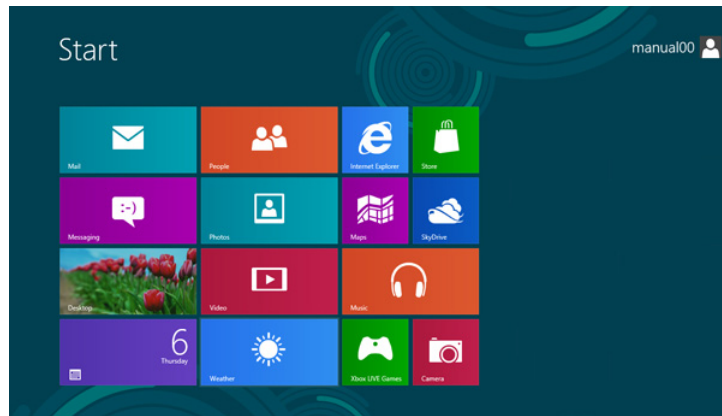 Start
manual00
Mail
People
Internet Explorer
Store
:-)
Messaging
Photos
Maps
SkyDrive
Desktop
Video
Music
6
Thursday
Weather
Xbox LIVE Games
Camera